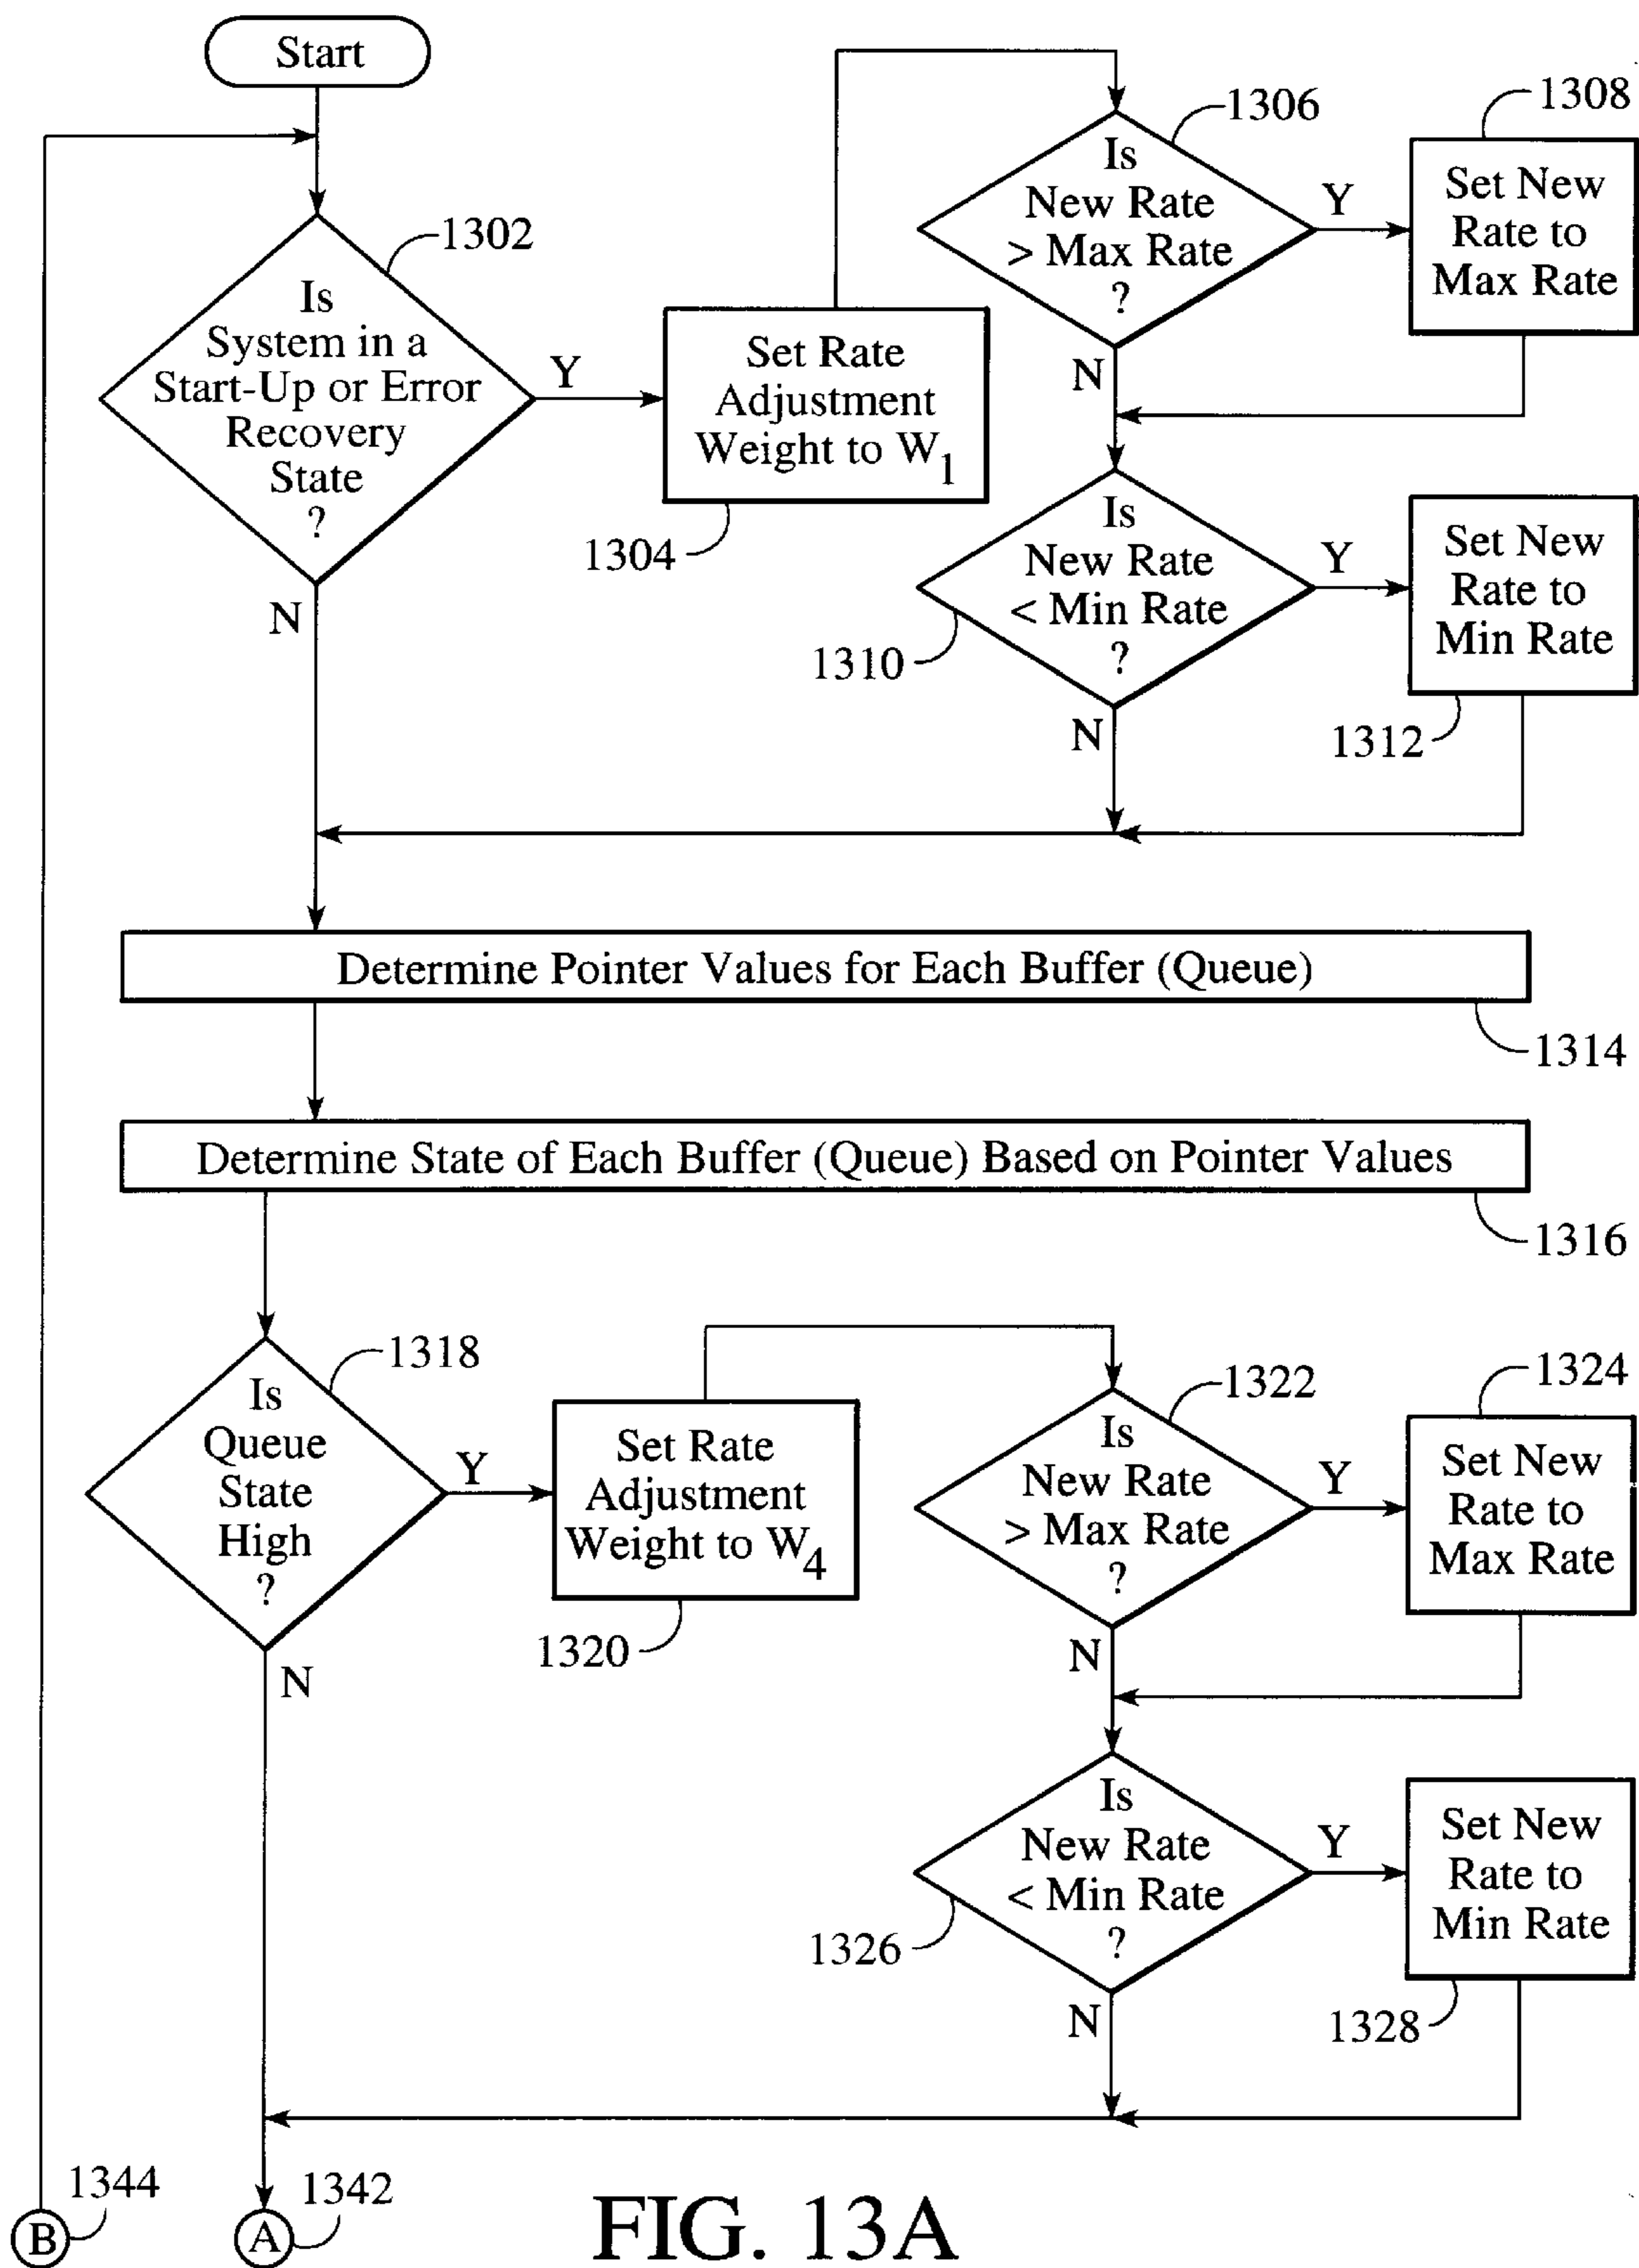 Start
1302
Is
System in a
Start-Up or Error
Recovery
State
?
Y
N
Set Rate
Adjustment
Weight to W1
1304
1306
Is
New Rate
> Max Rate
?
Y
N
1308
Set New
Rate to
Max Rate
Is
New Rate
< Min Rate
?
1310
Y
N
Set New
Rate to
Min Rate
1312
Determine Pointer Values for Each Buffer (Queue)
1314
Determine State of Each Buffer (Queue) Based on Pointer Values
1316
1318
Is
Queue
State
High
?
Y
N
Set Rate
Adjustment
Weight to W4
1320
1322
Is
New Rate
> Max Rate
?
Y
N
1324
Set New
Rate to
Max Rate
Is
New Rate
< Min Rate
?
1326
Y
N
Set New
Rate to
Min Rate
1328
1344
B
1342
A
FIG. 13A